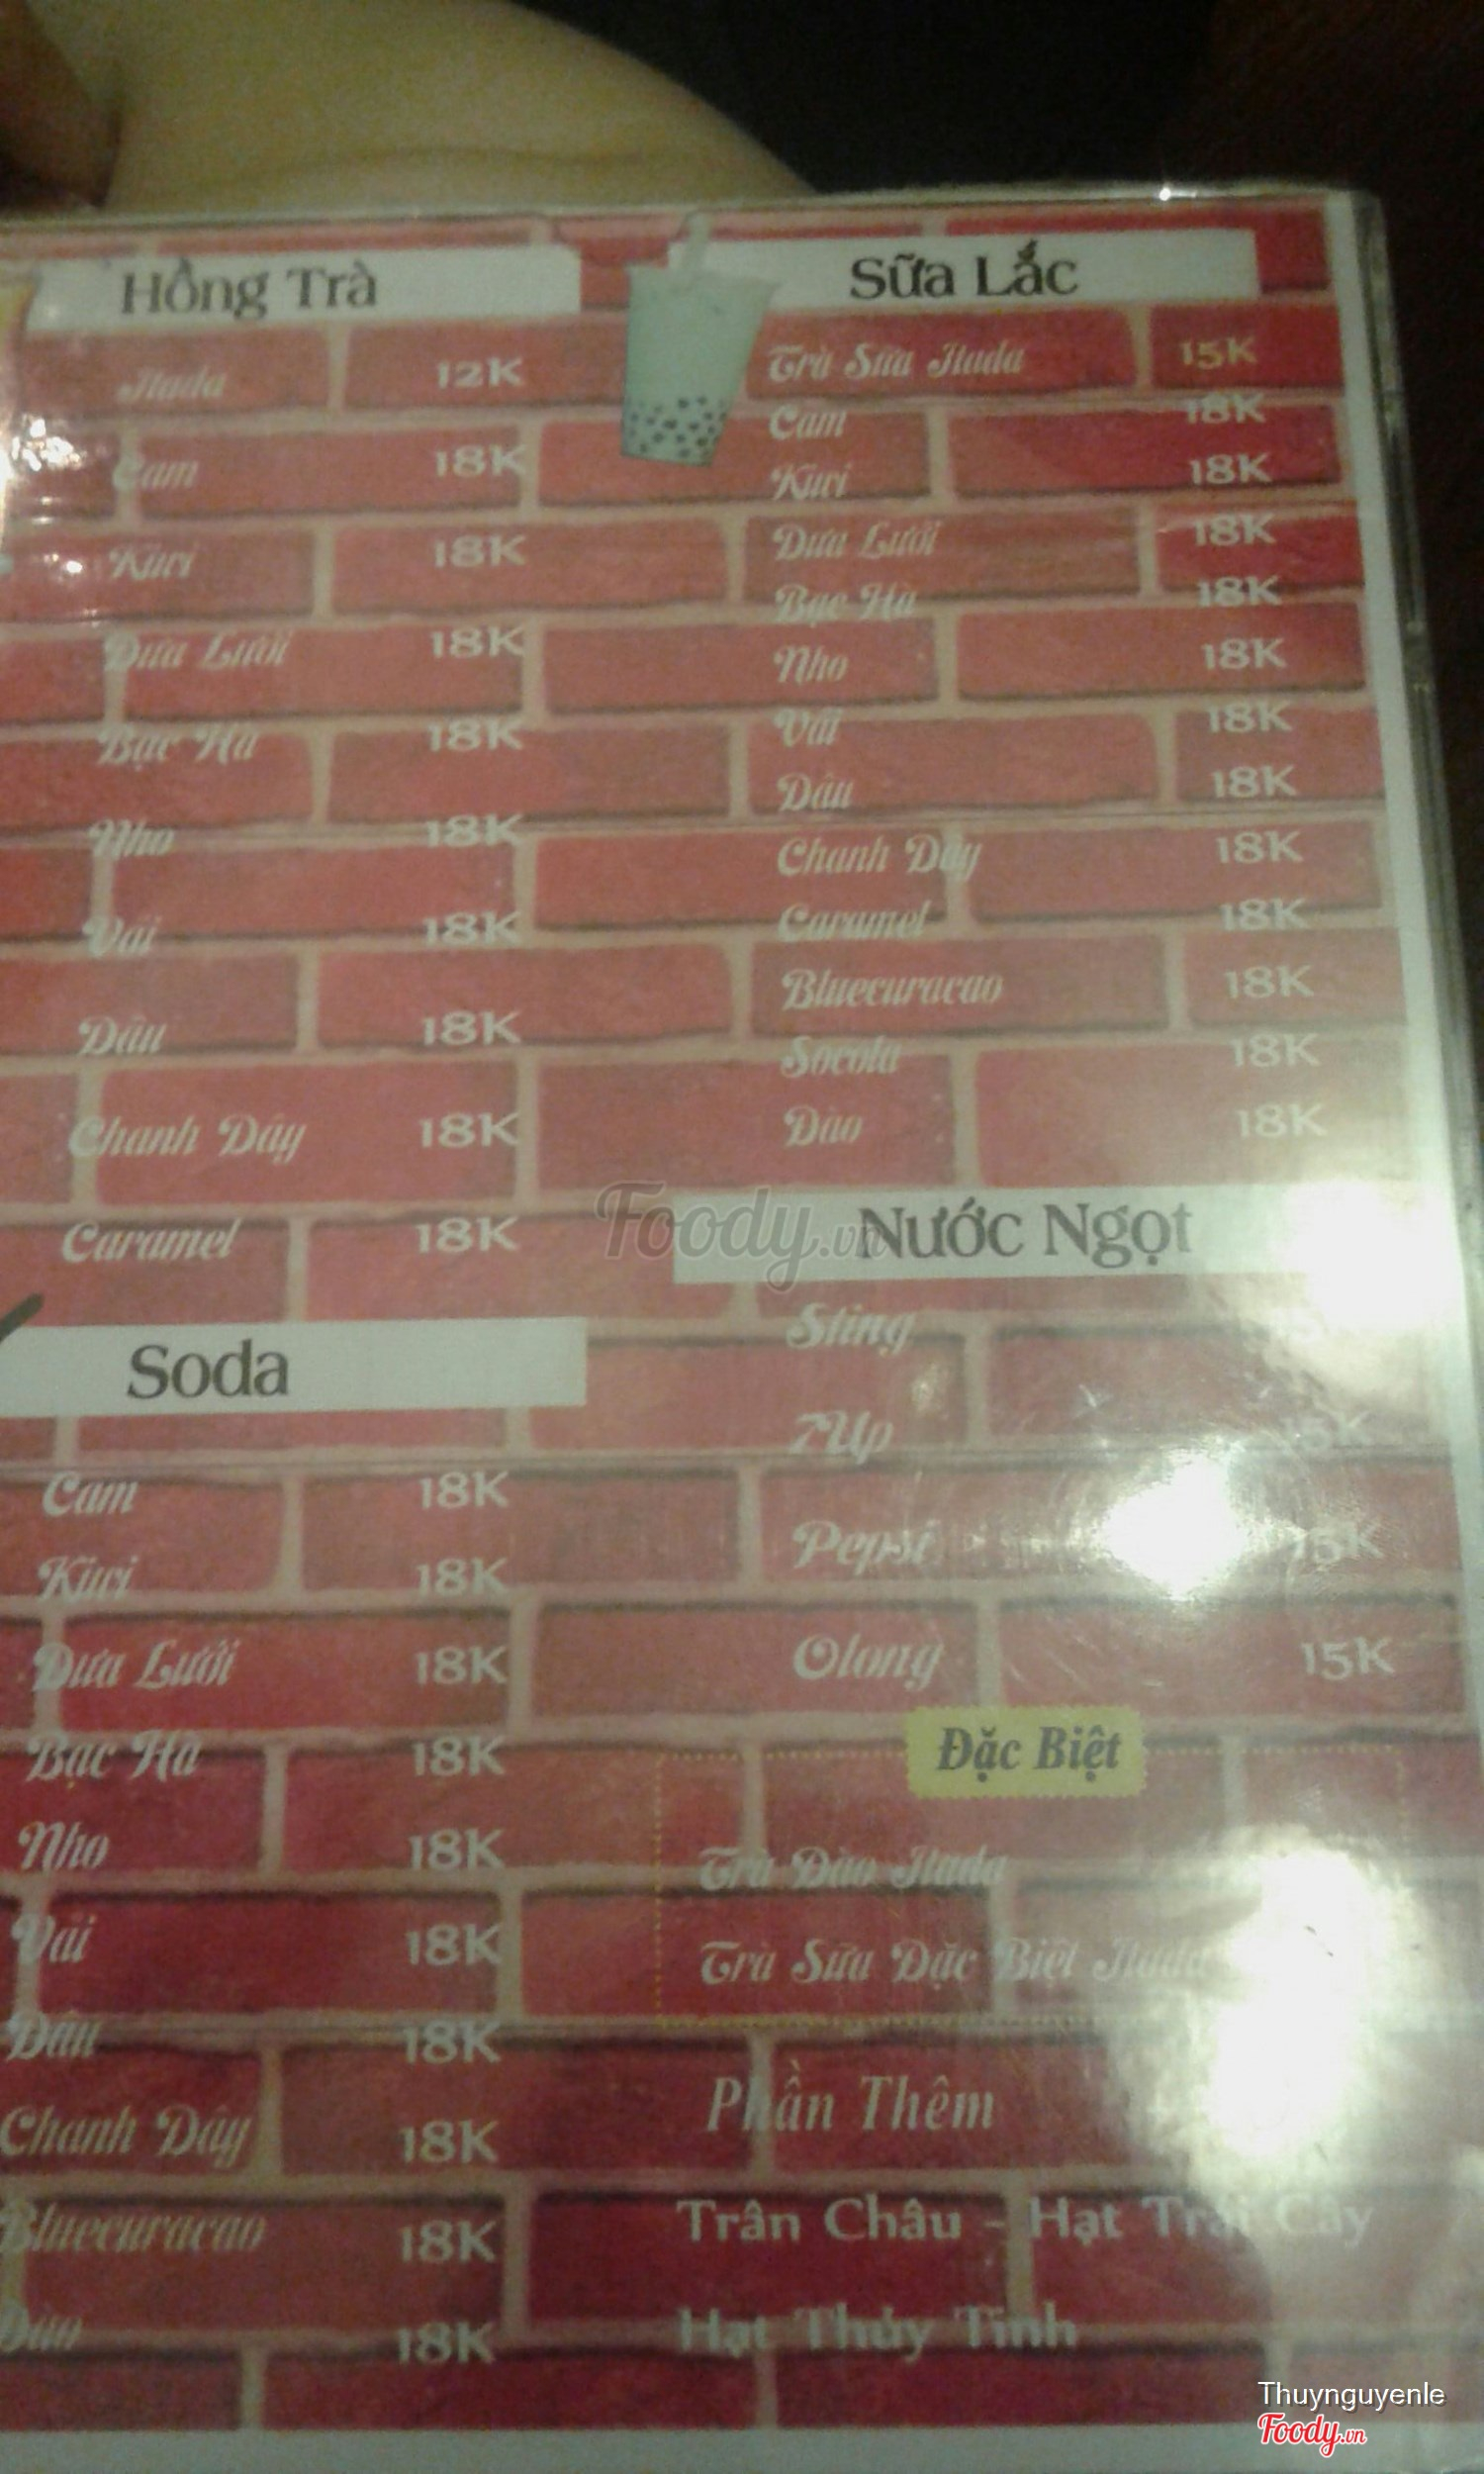 Hồng Trà
Jlada 12K
Cam 18K
Kiwi 18K
Dưa Lưới 18K
Bạc Hà 18K
Nho 18K
Vải 18K
Dâu 18K
Chanh Dây 18K
Caramel 18K
Soda
Cam 18K
Kiwi 18K
Dưa Lưới 18K
Bạc Hà 18K
Nho 18K
Vải 18K
Dâu 18K
Chanh Dây 18K
Bluecuracao 18K
Đào 18K
Sữa Lắc
Trà Sữa Jlada 15K
Cam 18K
Kiwi 18K
Dưa Lưới 18K
Bạc Hà 18K
Nho 18K
Vải 18K
Dâu 18K
Chanh Dây 18K
Caramel 18K
Bluecuracao 18K
Socola 18K
Đào 18K
Nước Ngọt
Sting
7Up 15K
Pepsi 15K
Olong 15K
Đặc Biệt
Trà Đào Jlada
Trà Sữa Đặc Biệt Jlada
Phần Thêm
Trân Châu - Hạt Trái Cây
Hạt Thủy Tinh
Foody.vn
Thuynguyenle
Foody.vn